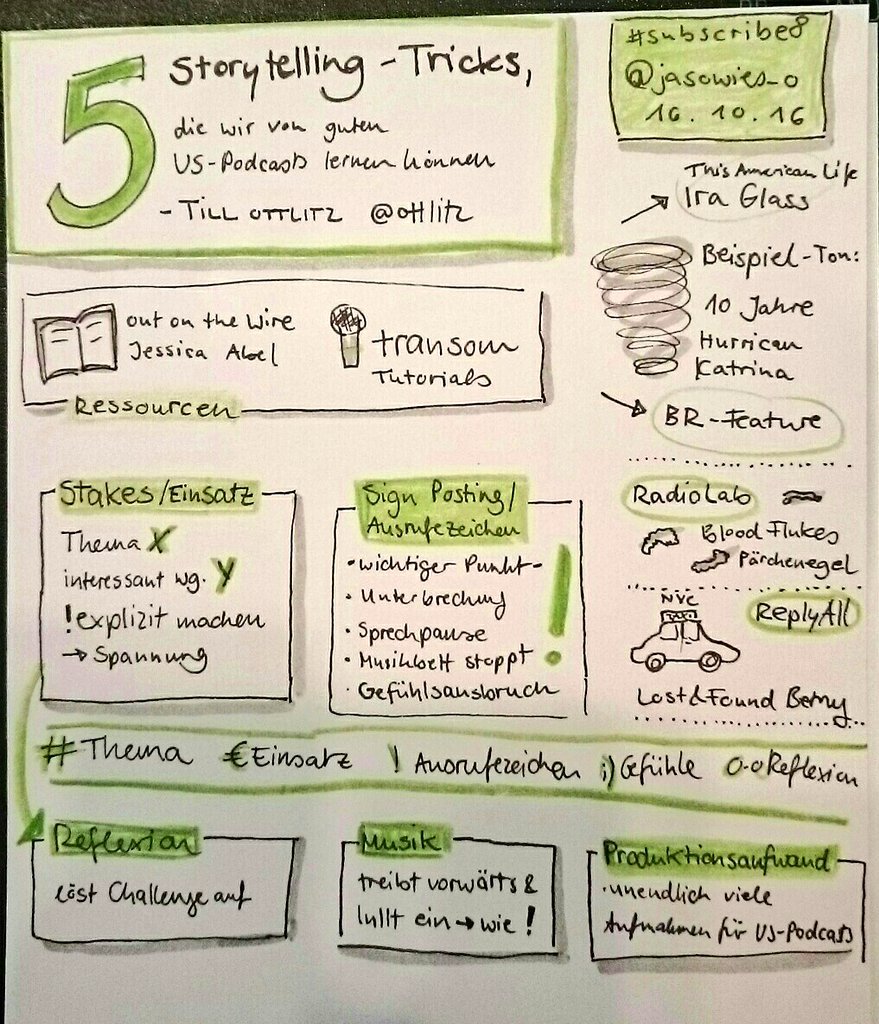 5 Storytelling-Tricks,
die wir von guten
US-Podcasts lernen können
- TILL OTTLITZ @ottlitz
#subscribe8
@jasowies_o
16.10.16
This American Life
Ira Glass
Beispiel-Ton:
10 Jahre
Hurrican
Katrina
BR-Feature
out on the Wire
Jessica Abel
transom
Tutorials
Ressourcen
RadioLab
Blood Flukes
Pärchenegel
ReplyAll
NYC
TAXI
Lost&Found
Stakes/Einsatz
Thema X
interessant wg. Y
! explizit machen
→ Spannung
Sign Posting/
Ausrufezeichen
• wichtiger Punkt -
• Unterbrechung
• Sprechpause
• Musikbett stoppt
• Gefühlsausbruch
!
# Thema € Einsatz ! Ausrufezeichen ;) Gefühle O-O Reflexion
Reflexion
löst Challenge auf
Musik
treibt vorwärts &
lullt ein → wie !
Produktionsaufwand
• unendlich viele
Aufnahmen für US-Podcasts